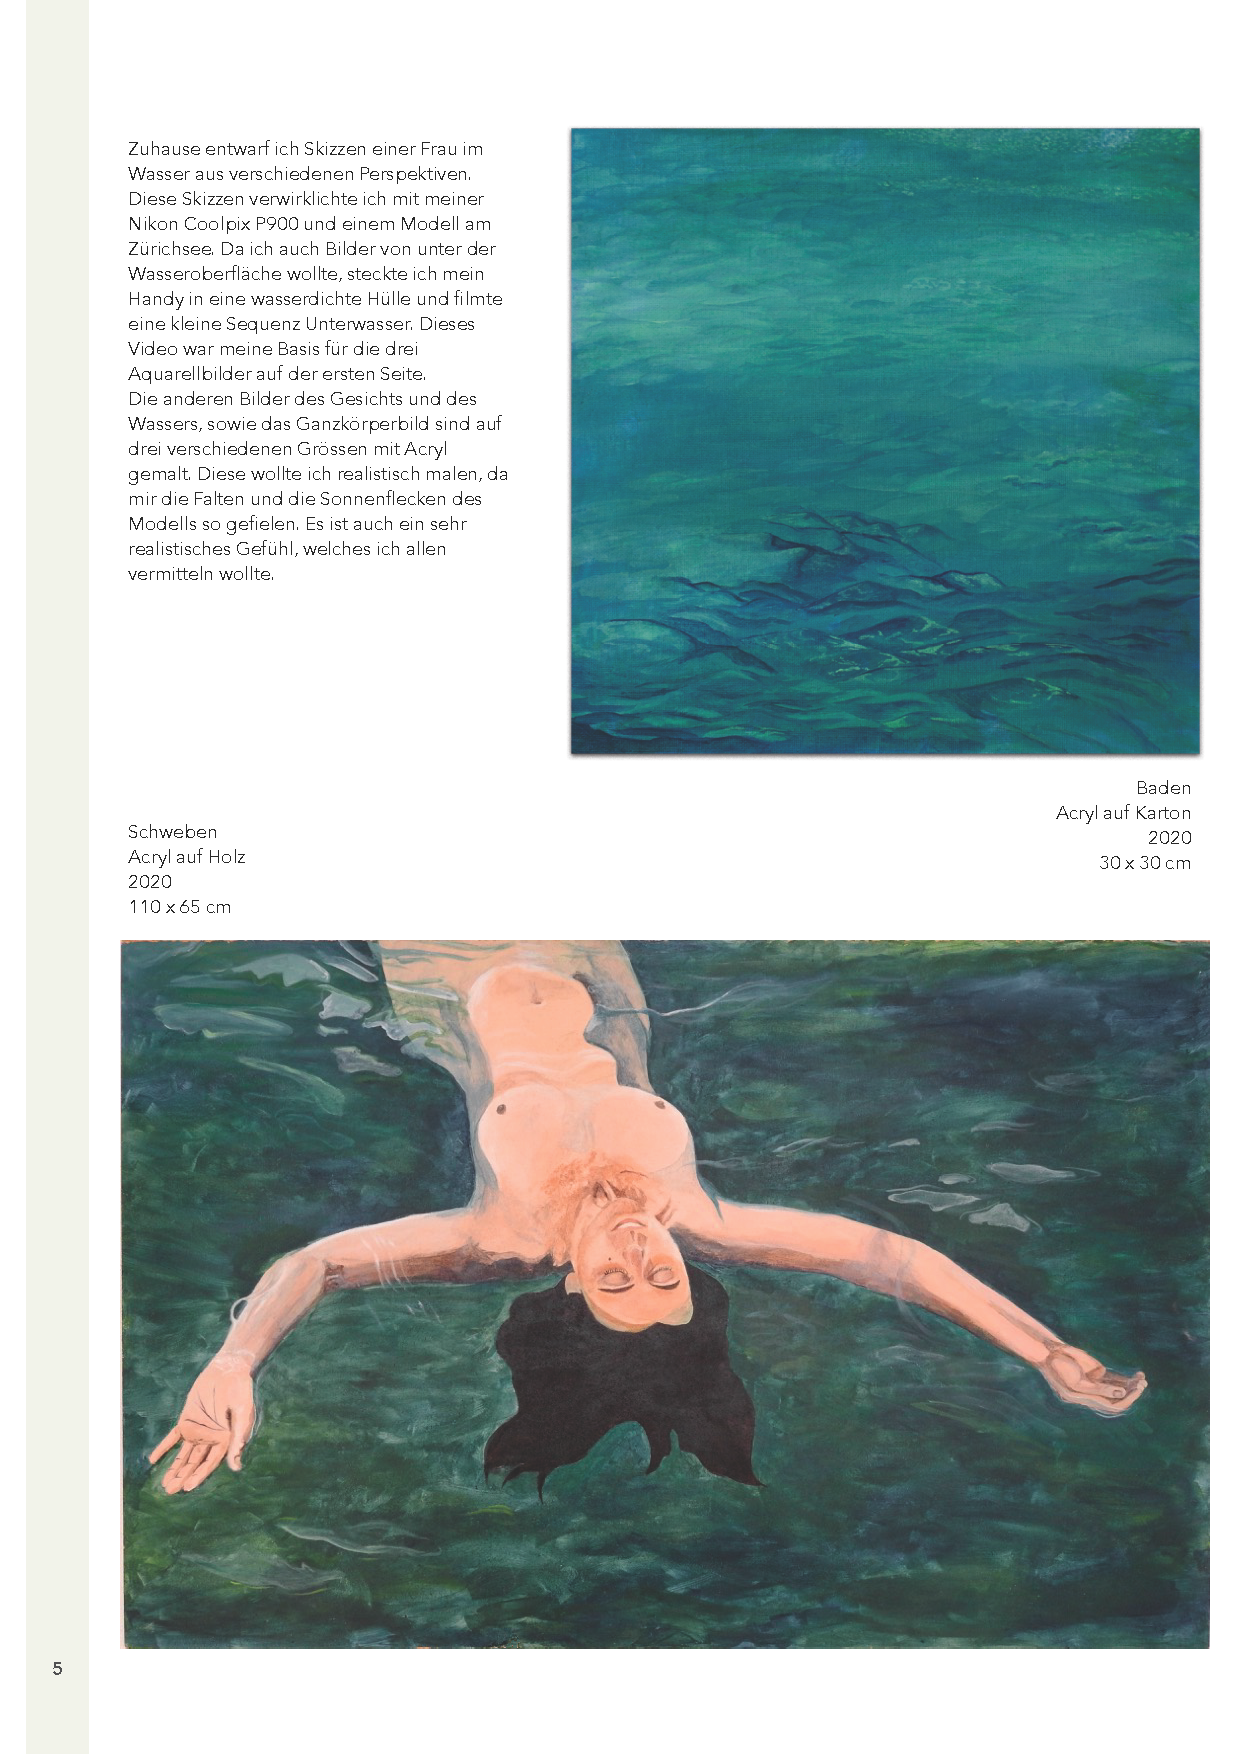 Zuhause entwarf ich Skizzen einer Frau im
Wasser aus verschiedenen Perspektiven.
Diese Skizzen verwirklichte ich mit meiner
Nikon Coolpix P900 und einem Modell am
Zürichsee. Da ich auch Bilder von unter der
Wasseroberfläche wollte, steckte ich mein
Handy in eine wasserdichte Hülle und filmte
eine kleine Sequenz Unterwasser. Dieses
Video war meine Basis für die drei
Aquarellbilder auf der ersten Seite.
Die anderen Bilder des Gesichts und des
Wassers, sowie das Ganzkörperbild sind auf
drei verschiedenen Grössen mit Acryl
gemalt. Diese wollte ich realistisch malen, da
mir die Falten und die Sonnenflecken des
Modells so gefielen. Es ist auch ein sehr
realistisches Gefühl, welches ich allen
vermitteln wollte.
Baden
Acryl auf Karton
2020
30 x 30 cm
Schweben
Acryl auf Holz
2020
110 x 65 cm
5